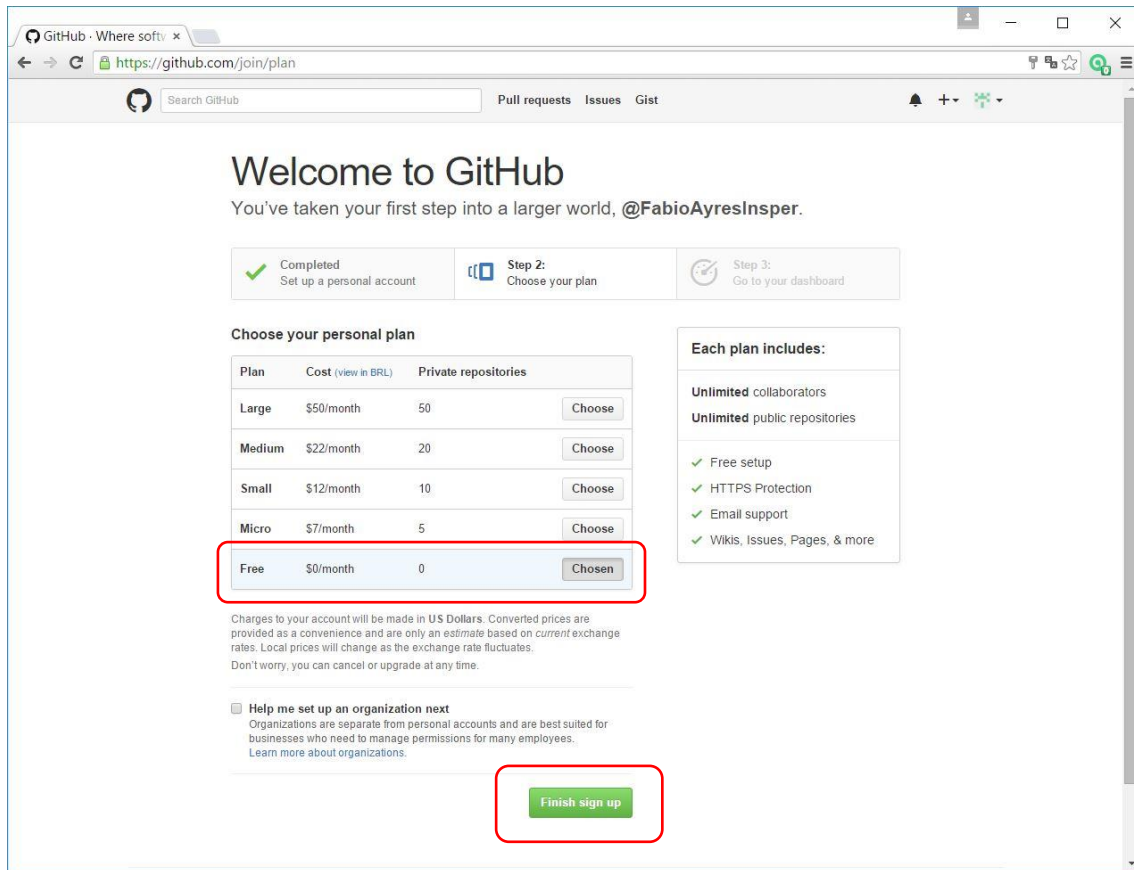 GitHub · Where softv
https://github.com/join/plan
Search GitHub
Pull requests Issues Gist
Welcome to GitHub
You've taken your first step into a larger world, @FabioAyresInsper.
Completed
Set up a personal account
Step 2:
Choose your plan
Step 3:
Go to your dashboard
Choose your personal plan
Plan Cost (view in BRL) Private repositories
Large $50/month 50 Choose
Medium $22/month 20 Choose
Small $12/month 10 Choose
Micro $7/month 5 Choose
Free $0/month 0 Chosen
Charges to your account will be made in US Dollars. Converted prices are
provided as a convenience and are only an estimate based on current exchange
rates. Local prices will change as the exchange rate fluctuates.
Don't worry, you can cancel or upgrade at any time.
Help me set up an organization next
Organizations are separate from personal accounts and are best suited for
businesses who need to manage permissions for many employees.
Learn more about organizations.
Finish sign up
Each plan includes:
Unlimited collaborators
Unlimited public repositories
Free setup
HTTPS Protection
Email support
Wikis, Issues, Pages, & more